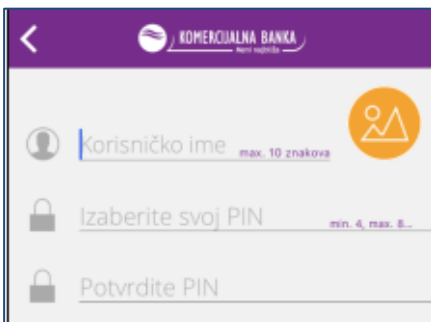 KOMERCIJALNA BANKA
Korisničko ime max. 10 znakova
Izaberite svoj PIN min. 4, max. 8...
Potvrdite PIN